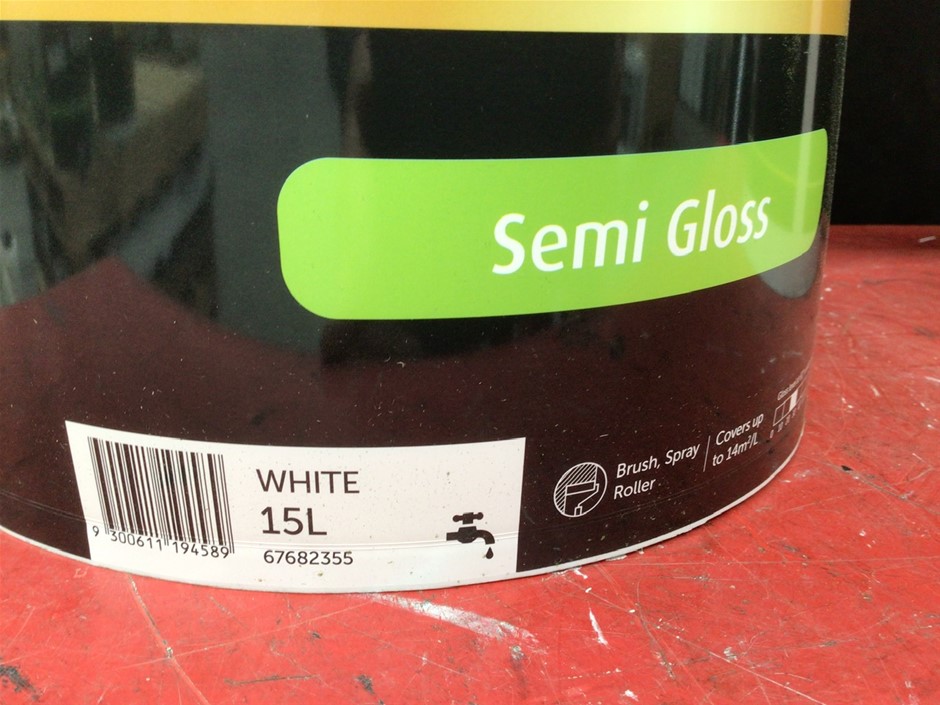 Semi Gloss
WHITE
15L
67682355
9 300611 194589
Brush, Spray
Roller
Covers up
to 14m²/L